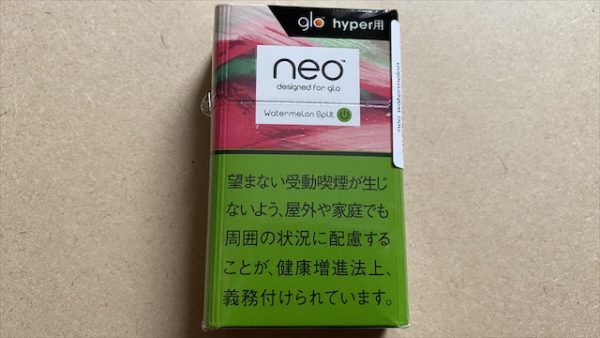 glo hyper用
neo™
designed for glo
Watermelon Split
neo watermelon
望まない受動喫煙が生じ
ないよう、屋外や家庭でも
周囲の状況に配慮する
ことが、健康増進法上、
義務付けられています。